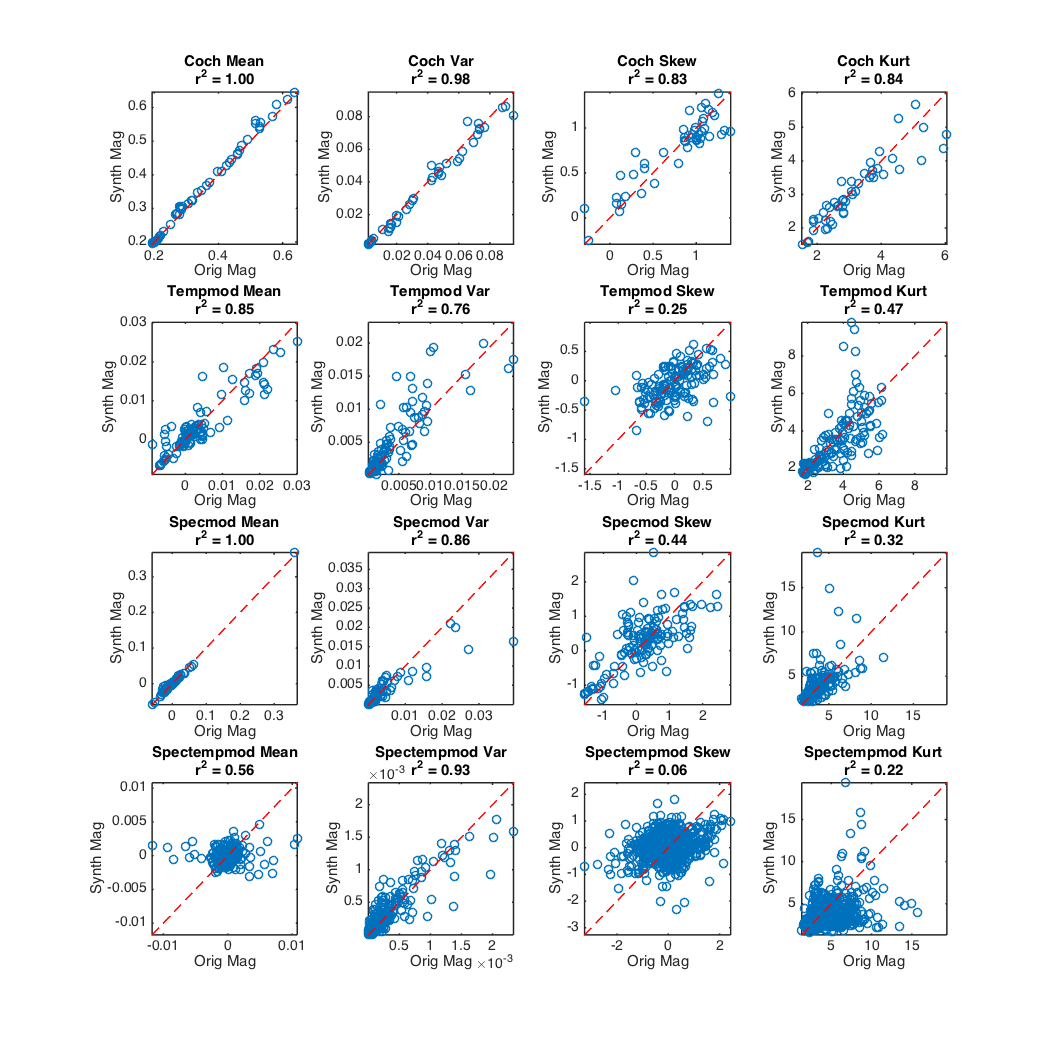 Coch Mean
r² = 1.00
Synth Mag
0.6
0.5
0.4
0.3
0.2
0.2 0.4 0.6
Orig Mag
Coch Var
r² = 0.98
Synth Mag
0.08
0.06
0.04
0.02
0.02 0.04 0.06 0.08
Orig Mag
Coch Skew
r² = 0.83
Synth Mag
1
0.5
0
0 0.5 1
Orig Mag
Coch Kurt
r² = 0.84
Synth Mag
6
5
4
3
2
2 4 6
Orig Mag
Tempmod Mean
r² = 0.85
Synth Mag
0.03
0.02
0.01
0
0 0.01 0.02 0.03
Orig Mag
Tempmod Var
r² = 0.76
Synth Mag
0.02
0.015
0.01
0.005
0.005 0.01 0.015 0.02
Orig Mag
Tempmod Skew
r² = 0.25
Synth Mag
0.5
0
-0.5
-1
-1.5
-1.5 -1 -0.5 0 0.5
Orig Mag
Tempmod Kurt
r² = 0.47
Synth Mag
8
6
4
2
2 4 6 8
Orig Mag
Specmod Mean
r² = 1.00
Synth Mag
0.3
0.2
0.1
0
0 0.1 0.2 0.3
Orig Mag
Specmod Var
r² = 0.86
Synth Mag
0.035
0.03
0.025
0.02
0.015
0.01
0.005
0.01 0.02 0.03
Orig Mag
Specmod Skew
r² = 0.44
Synth Mag
2
1
0
-1
-1 0 1 2
Orig Mag
Specmod Kurt
r² = 0.32
Synth Mag
15
10
5
5 10 15
Orig Mag
Spectempmod Mean
r² = 0.56
Synth Mag
0.01
0.005
0
-0.005
-0.01
-0.01 0 0.01
Orig Mag
Spectempmod Var
r² = 0.93
×10⁻³
Synth Mag
2
1.5
1
0.5
0.5 1 1.5 2
Orig Mag ×10⁻³
Spectempmod Skew
r² = 0.06
Synth Mag
2
1
0
-1
-2
-3
-2 0 2
Orig Mag
Spectempmod Kurt
r² = 0.22
Synth Mag
15
10
5
5 10 15
Orig Mag